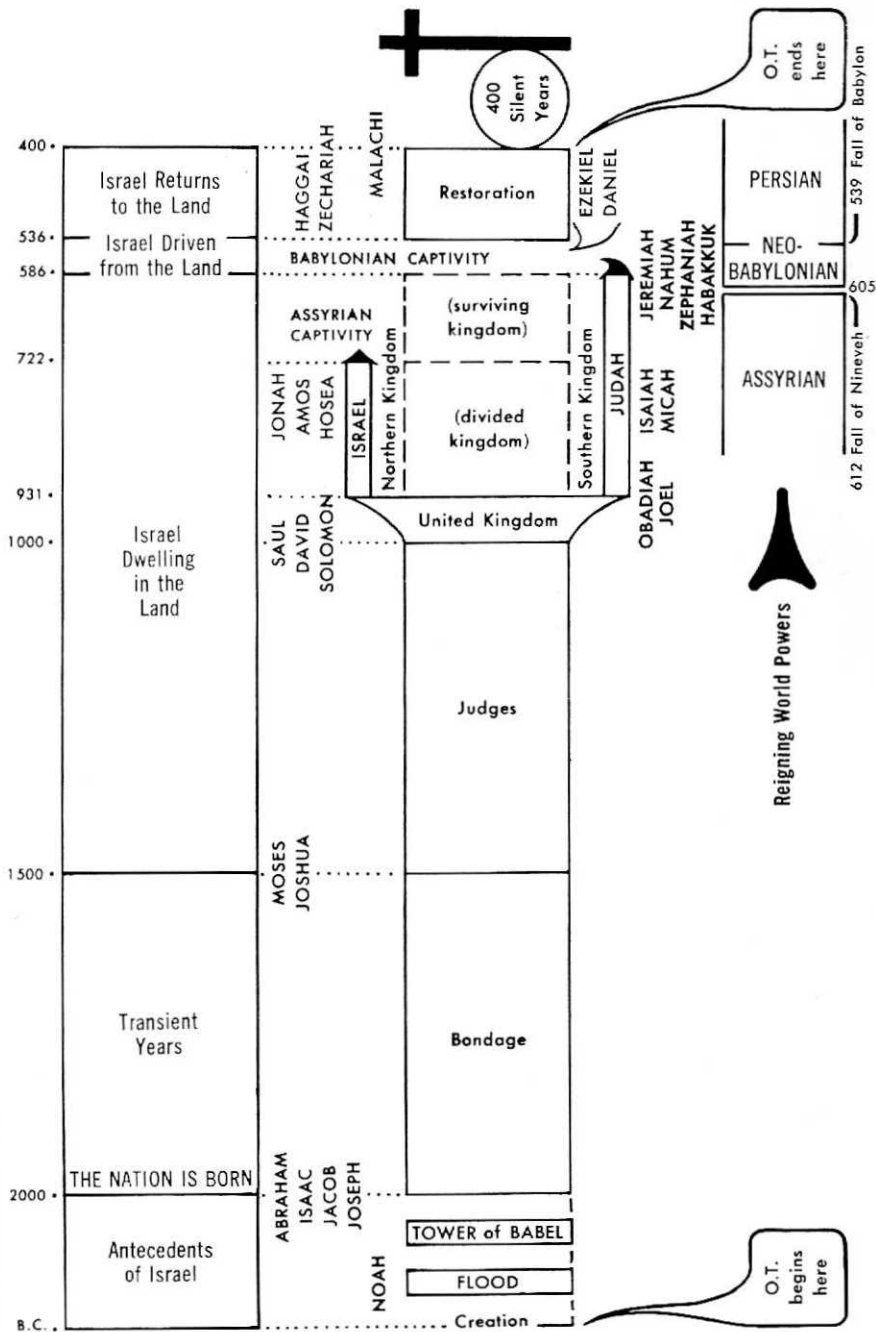 400
Silent
Years
O.T.
ends
here
400
Israel Returns
to the Land
HAGGAI
ZECHARIAH
MALACHI
Restoration
EZEKIEL
DANIEL
PERSIAN
539 Fall of Babylon
536
Israel Driven
from the Land
BABYLONIAN CAPTIVITY
NEO-
BABYLONIAN
586
605
JEREMIAH
NAHUM
ZEPHANIAH
HABAKKUK
ASSYRIAN
CAPTIVITY
(surviving
kingdom)
722
JONAH
AMOS
HOSEA
ISRAEL
Northern Kingdom
(divided
kingdom)
Southern Kingdom
JUDAH
ISAIAH
MICAH
ASSYRIAN
612 Fall of Nineveh
931
United Kingdom
OBADIAH
JOEL
1000
Israel
Dwelling
in the
Land
SAUL
DAVID
SOLOMON
Reigning World Powers
Judges
1500
MOSES
JOSHUA
Transient
Years
Bondage
THE NATION IS BORN
2000
ABRAHAM
ISAAC
JACOB
JOSEPH
TOWER of BABEL
Antecedents
of Israel
NOAH
FLOOD
O.T.
begins
here
B.C.
Creation